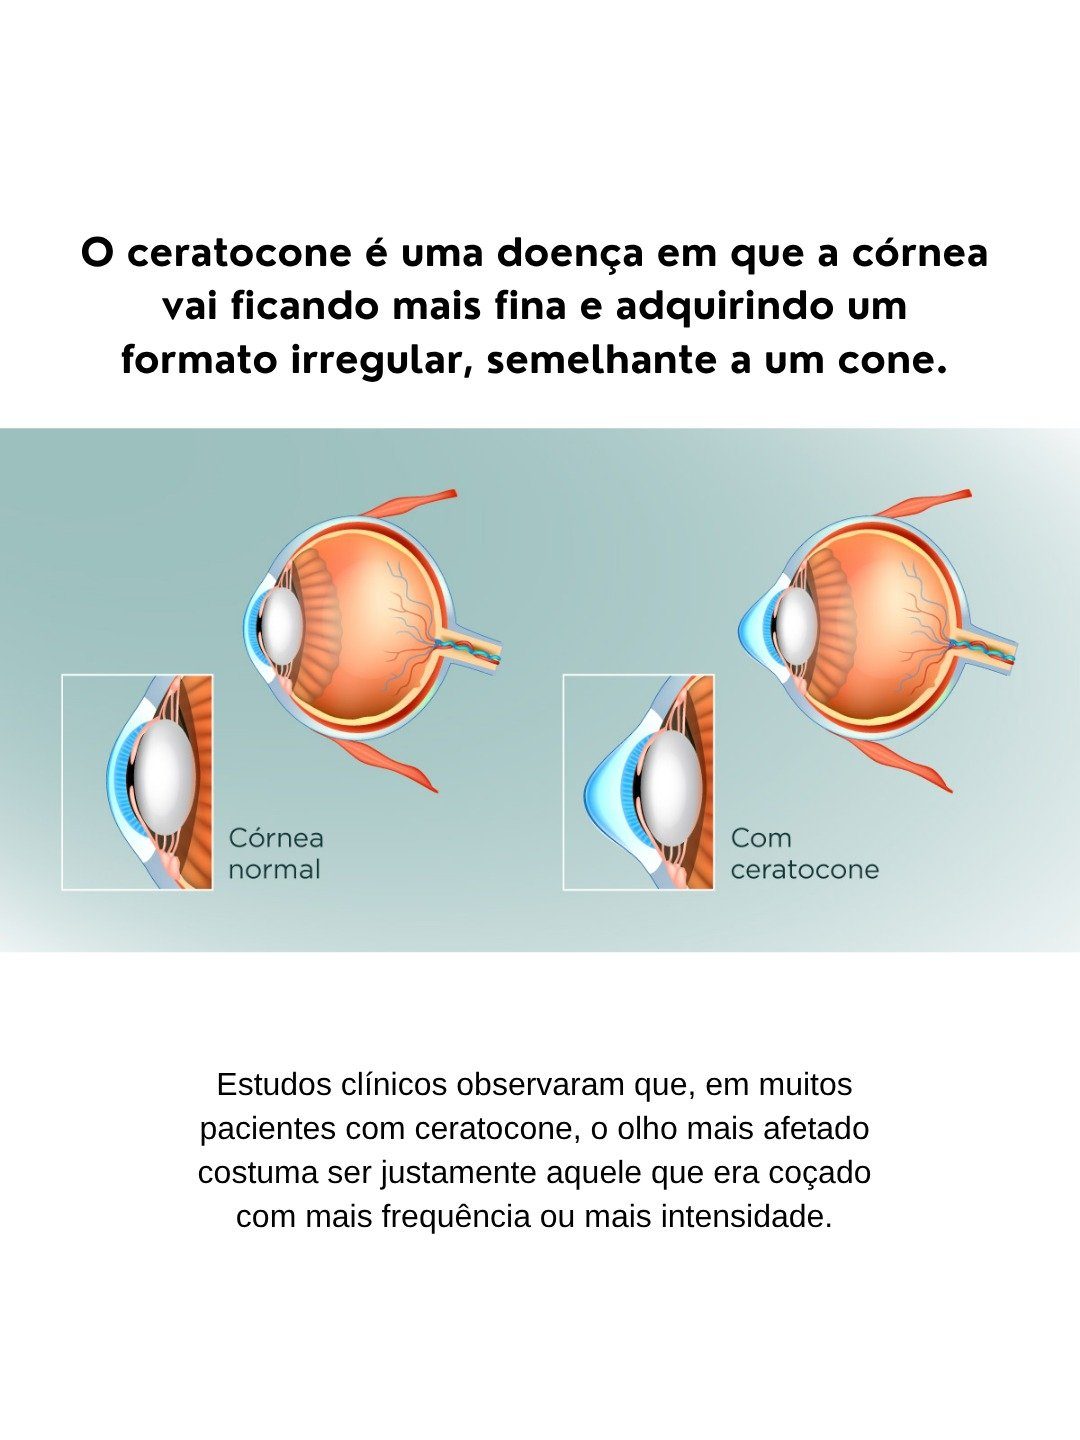 O ceratocone é uma doença em que a córnea
vai ficando mais fina e adquirindo um
formato irregular, semelhante a um cone.
Córnea
normal
Com
ceratocone
Estudos clínicos observaram que, em muitos
pacientes com ceratocone, o olho mais afetado
costuma ser justamente aquele que era coçado
com mais frequência ou mais intensidade.